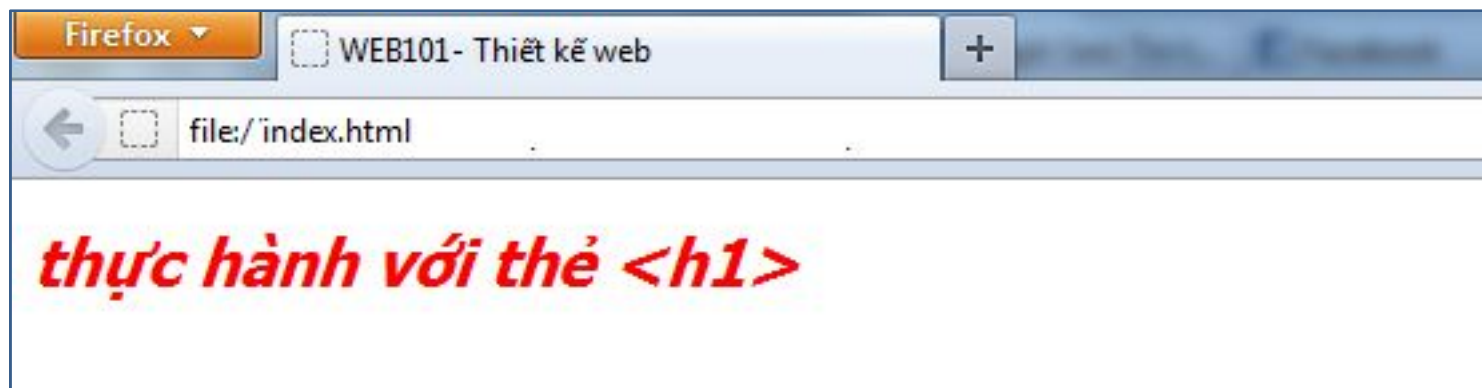 Firefox
WEB101- Thiết kế web
+
file:/ index.html
thực hành với thẻ <h1>